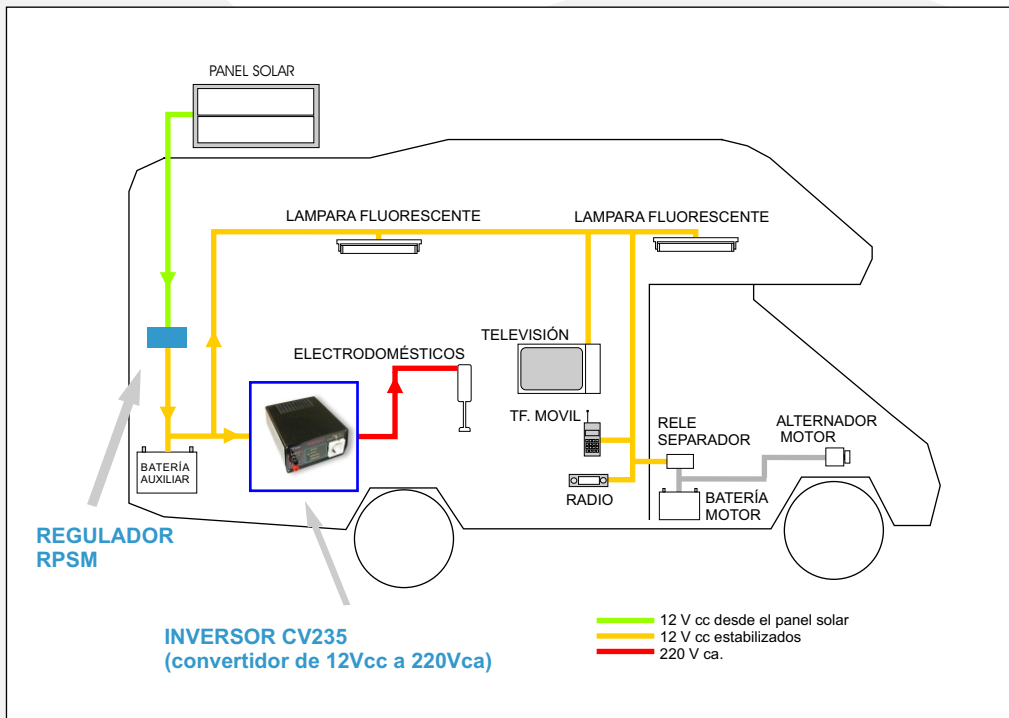 PANEL SOLAR
LAMPARA FLUORESCENTE
LAMPARA FLUORESCENTE
TELEVISIÓN
ELECTRODOMÉSTICOS
TF. MOVIL
RELE
SEPARADOR
ALTERNADOR
MOTOR
BATERÍA
AUXILIAR
RADIO
BATERÍA
MOTOR
REGULADOR
RPSM
INVERSOR CV235
(convertidor de 12Vcc a 220Vca)
12 V cc desde el panel solar
12 V cc estabilizados
220 V ca.